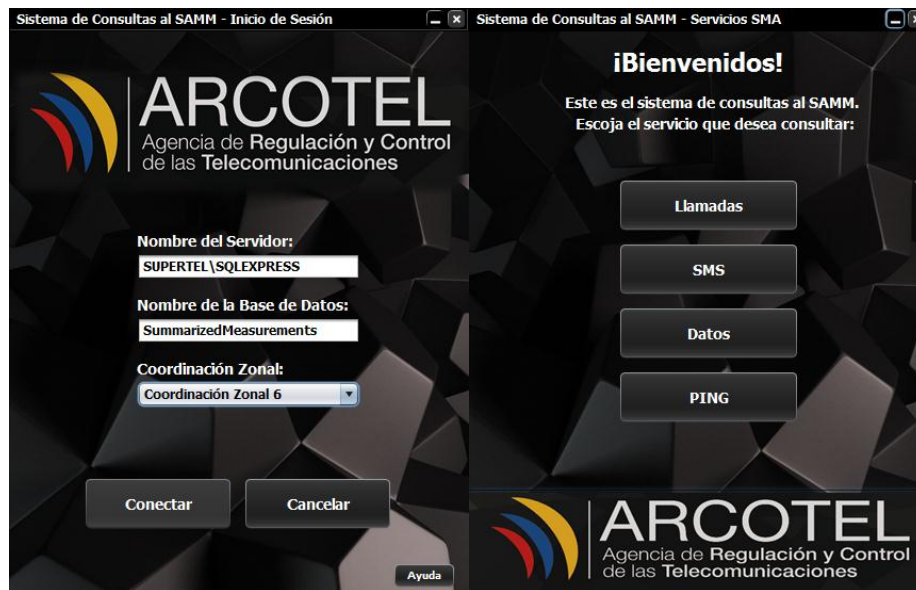 Sistema de Consultas al SAMM - Inicio de Sesión
ARCOTEL
Agencia de Regulación y Control
de las Telecomunicaciones
Nombre del Servidor:
SUPERTEL\SQLEXPRESS
Nombre de la Base de Datos:
SummarizedMeasurements
Coordinación Zonal:
Coordinación Zonal 6
Conectar
Cancelar
Ayuda
Sistema de Consultas al SAMM - Servicios SMA
¡Bienvenidos!
Este es el sistema de consultas al SAMM.
Escoja el servicio que desea consultar:
Llamadas
SMS
Datos
PING
ARCOTEL
Agencia de Regulación y Control
de las Telecomunicaciones